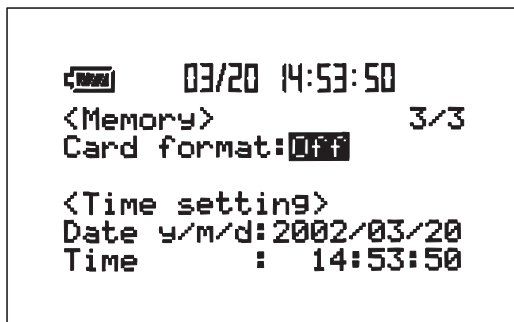 03/20 14:53:50
<Memory> 3/3
Card format:Off
<Time setting>
Date y/m/d:2002/03/20
Time : 14:53:50